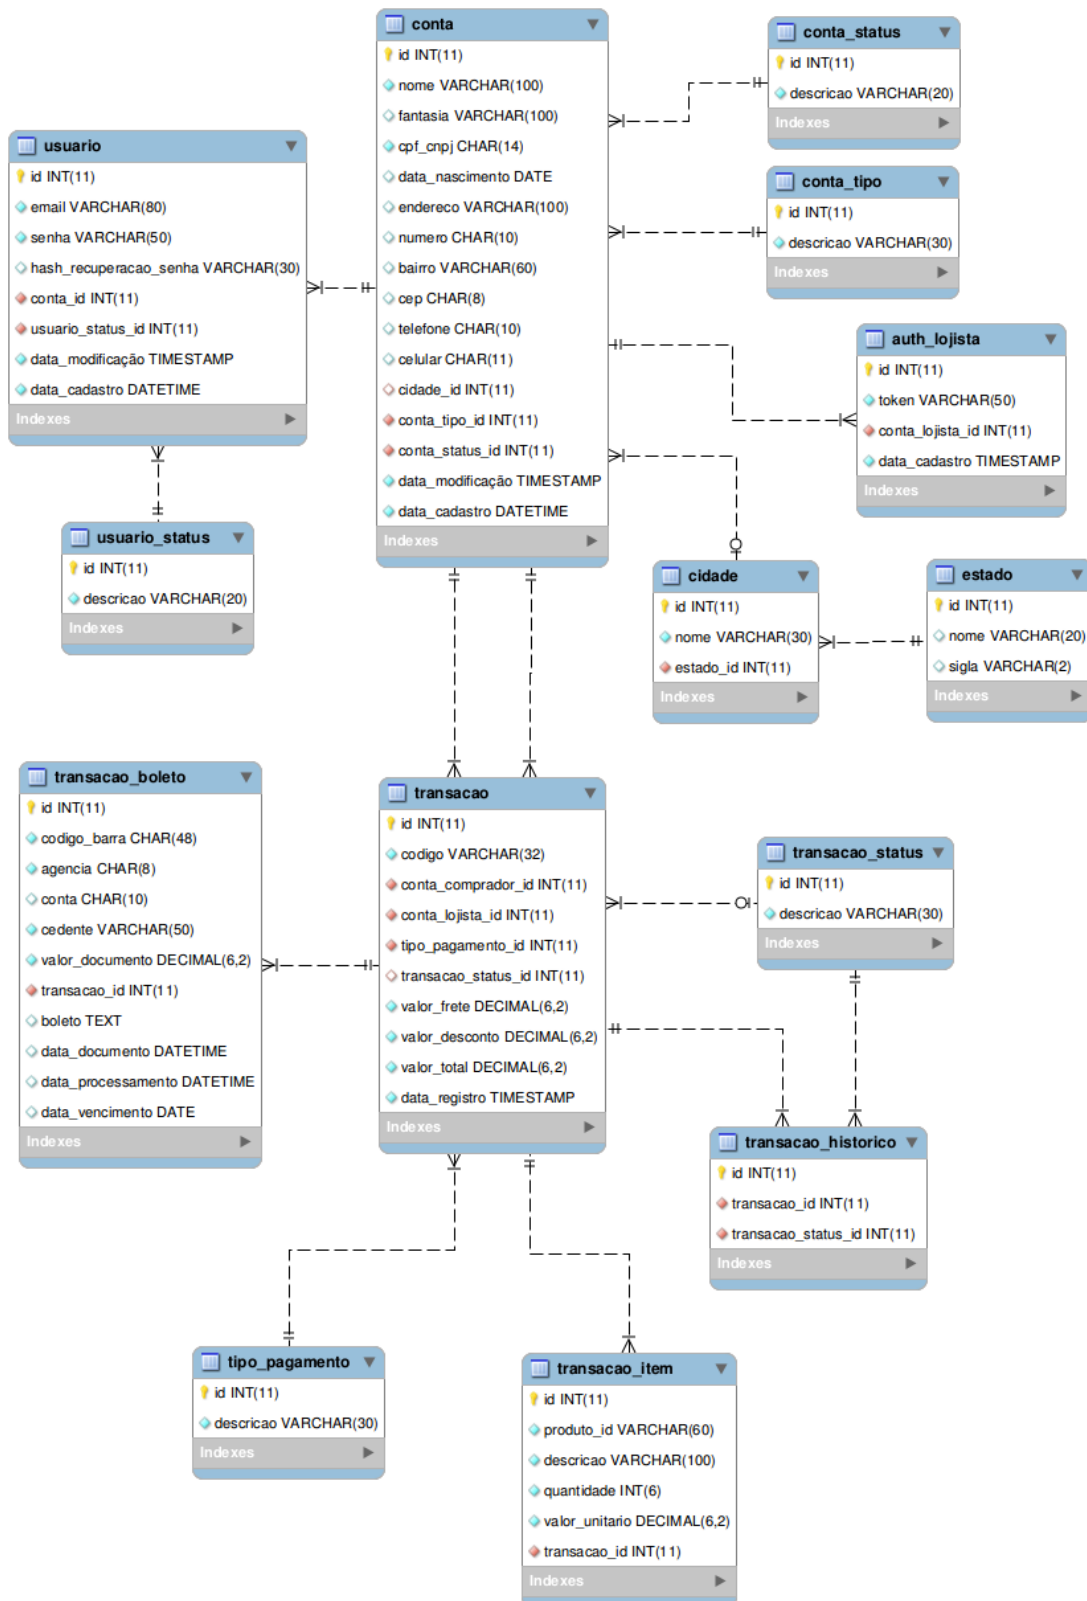 conta
id INT(11)
nome VARCHAR(100)
fantasia VARCHAR(100)
cpf_cnpj CHAR(14)
data_nascimento DATE
endereco VARCHAR(100)
numero CHAR(10)
bairro VARCHAR(60)
cep CHAR(8)
telefone CHAR(10)
celular CHAR(11)
cidade_id INT(11)
conta_tipo_id INT(11)
conta_status_id INT(11)
data_modificação TIMESTAMP
data_cadastro DATETIME
Indexes
conta_status
id INT(11)
descricao VARCHAR(20)
Indexes
usuario
id INT(11)
email VARCHAR(80)
senha VARCHAR(50)
hash_recuperacao_senha VARCHAR(30)
conta_id INT(11)
usuario_status_id INT(11)
data_modificação TIMESTAMP
data_cadastro DATETIME
Indexes
conta_tipo
id INT(11)
descricao VARCHAR(30)
Indexes
auth_lojista
id INT(11)
token VARCHAR(50)
conta_lojista_id INT(11)
data_cadastro TIMESTAMP
Indexes
usuario_status
id INT(11)
descricao VARCHAR(20)
Indexes
cidade
id INT(11)
nome VARCHAR(30)
estado_id INT(11)
Indexes
estado
id INT(11)
nome VARCHAR(20)
sigla VARCHAR(2)
Indexes
transacao_boleto
id INT(11)
codigo_barra CHAR(48)
agencia CHAR(8)
conta CHAR(10)
cedente VARCHAR(50)
valor_documento DECIMAL(6,2)
transacao_id INT(11)
boleto TEXT
data_documento DATETIME
data_processamento DATETIME
data_vencimento DATE
Indexes
transacao
id INT(11)
codigo VARCHAR(32)
conta_comprador_id INT(11)
conta_lojista_id INT(11)
tipo_pagamento_id INT(11)
transacao_status_id INT(11)
valor_frete DECIMAL(6,2)
valor_desconto DECIMAL(6,2)
valor_total DECIMAL(6,2)
data_registro TIMESTAMP
Indexes
transacao_status
id INT(11)
descricao VARCHAR(30)
Indexes
transacao_historico
id INT(11)
transacao_id INT(11)
transacao_status_id INT(11)
Indexes
tipo_pagamento
id INT(11)
descricao VARCHAR(30)
Indexes
transacao_item
id INT(11)
produto_id VARCHAR(60)
descricao VARCHAR(100)
quantidade INT(6)
valor_unitario DECIMAL(6,2)
transacao_id INT(11)
Indexes